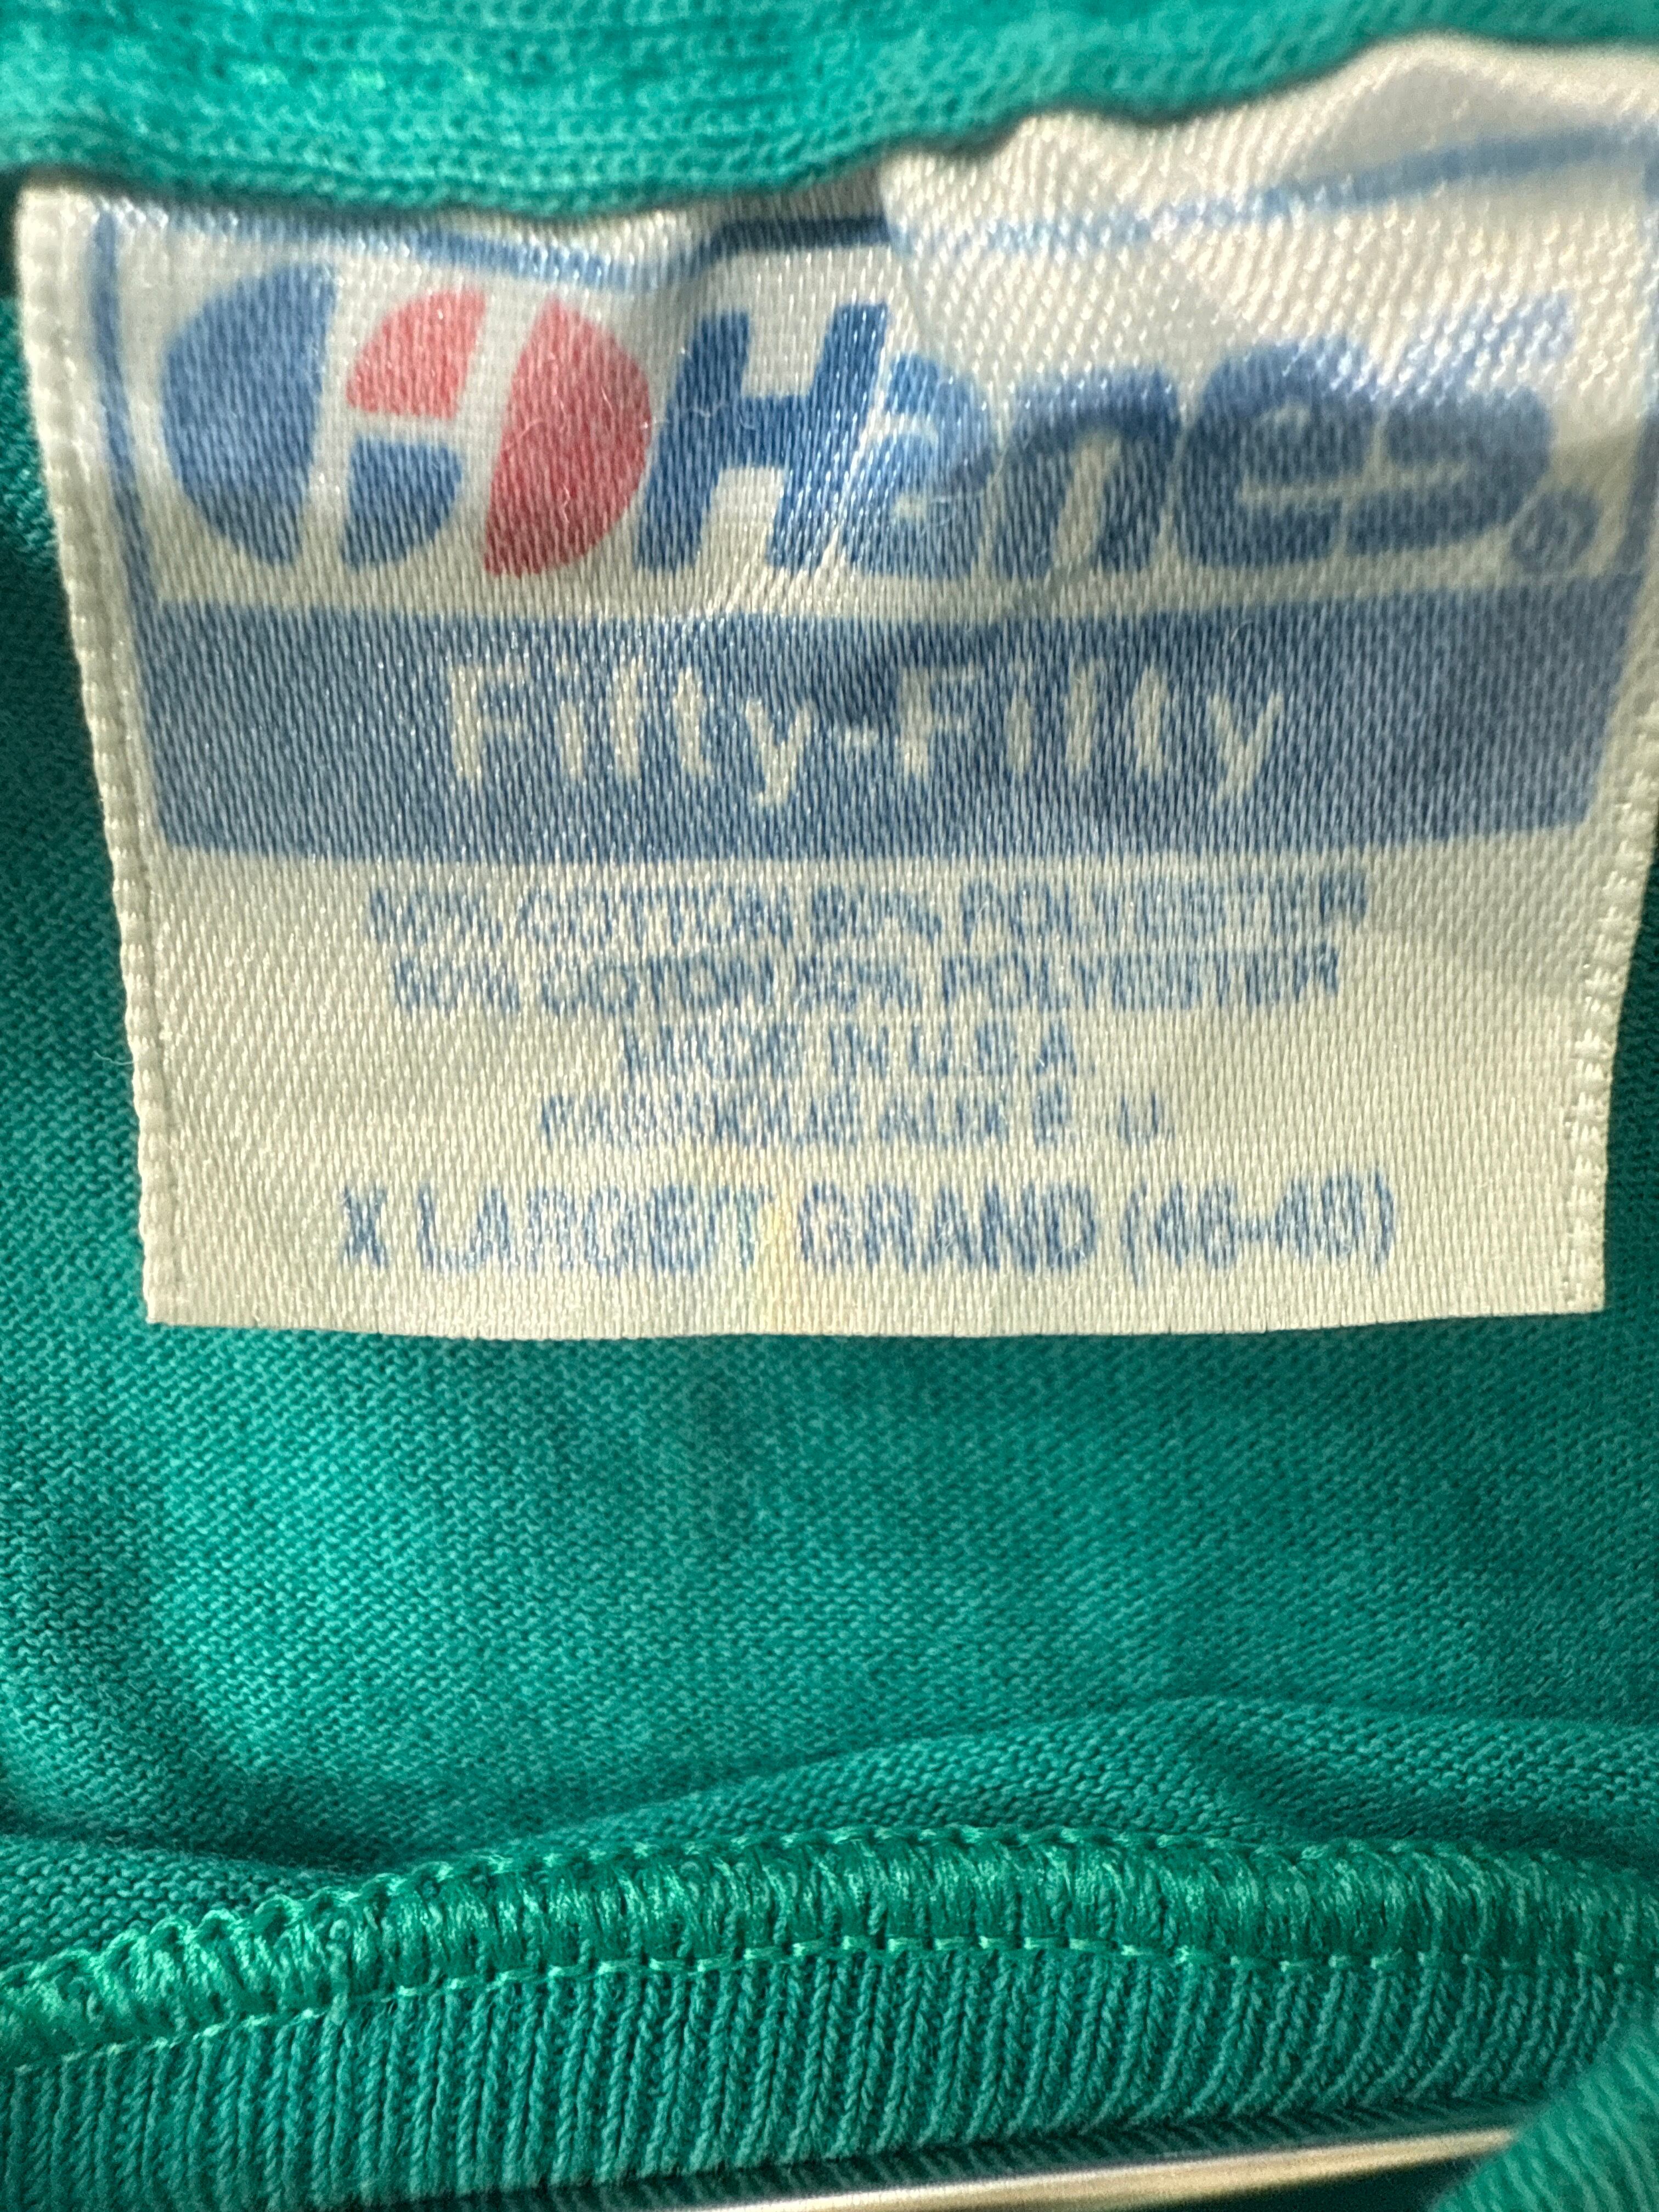 Hanes®
Fifty-Fifty
50% COTTON 50% POLYESTER
50% COTON 50% POLYESTER
MADE IN U.S.A.
FABRIQUE AUX E. U.
X LARGE/T GRAND (46-48)